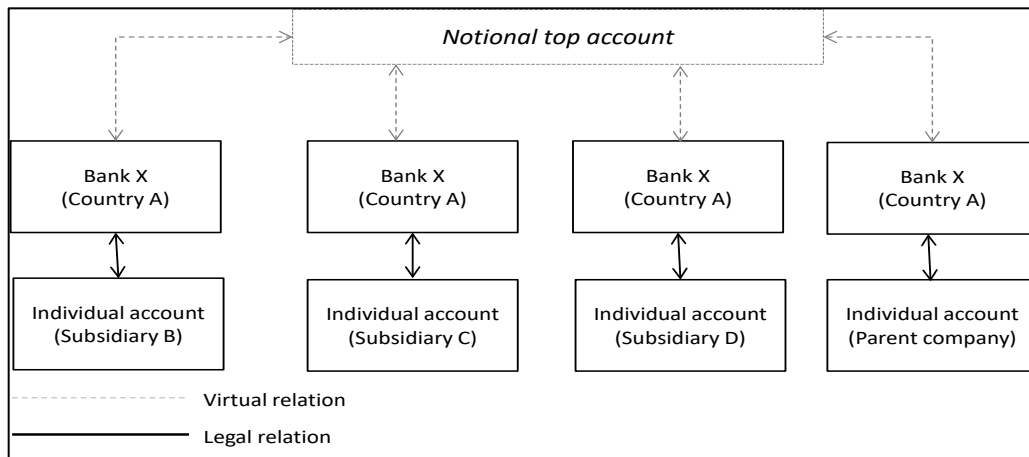 Notional top account
Bank X
(Country A)
Bank X
(Country A)
Bank X
(Country A)
Bank X
(Country A)
Individual account
(Subsidiary B)
Individual account
(Subsidiary C)
Individual account
(Subsidiary D)
Individual account
(Parent company)
Virtual relation
Legal relation